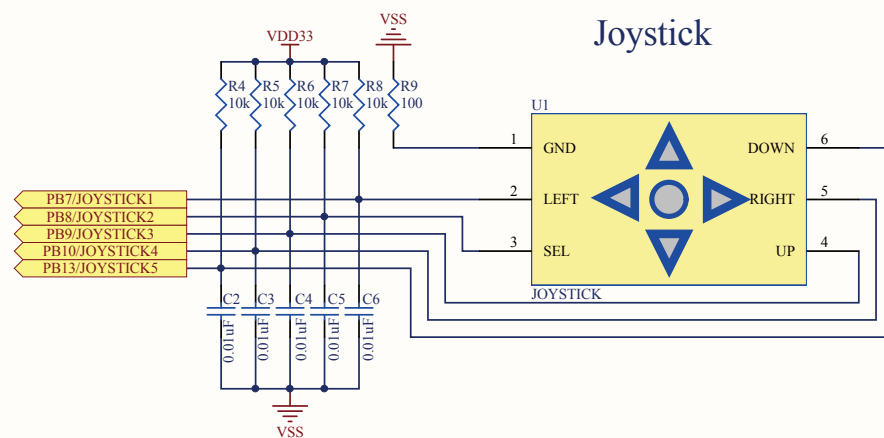 Joystick
VSS
VDD33
R4 R5 R6 R7 R8 R9
10k 10k 10k 10k 10k 100
U1
1 GND DOWN 6
PB7/JOYSTICK1 2 LEFT RIGHT 5
PB8/JOYSTICK2
PB9/JOYSTICK3
PB10/JOYSTICK4 3 SEL UP 4
PB13/JOYSTICK5
JOYSTICK
C2 C3 C4 C5 C6
0.01uF 0.01uF 0.01uF 0.01uF 0.01uF
VSS